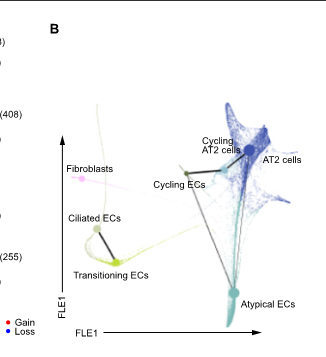 B
(408)
Cycling
AT2 cells
AT2 cells
Fibroblasts
Cycling ECs
Ciliated ECs
(255)
Transitioning ECs
Atypical ECs
FLE1
Gain
Loss
FLE1